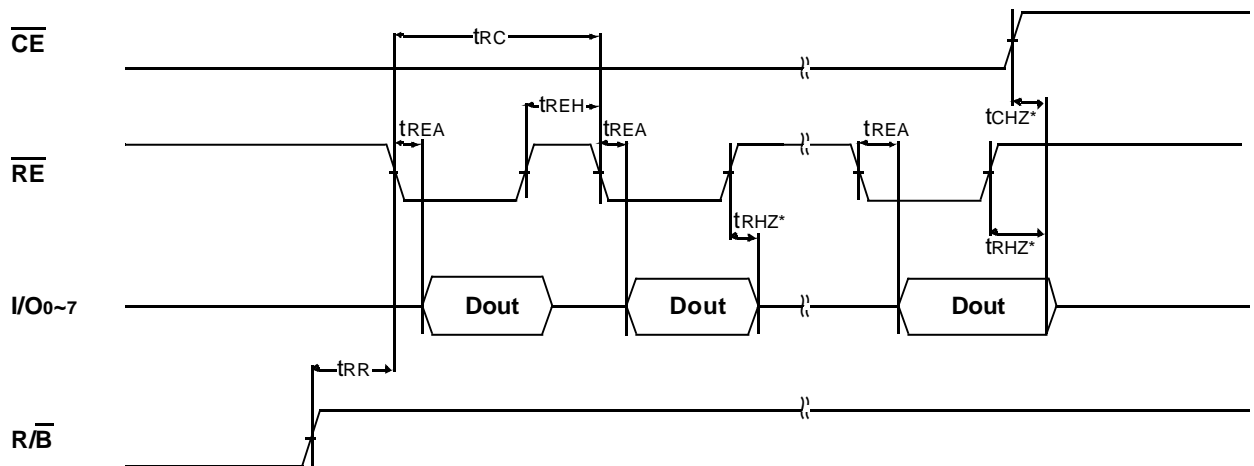 CE
tRC
tREH
tCHZ*
tREA
tREA
tREA
RE
tRHZ*
tRHZ*
I/O0~7
Dout
Dout
Dout
tRR
R/B